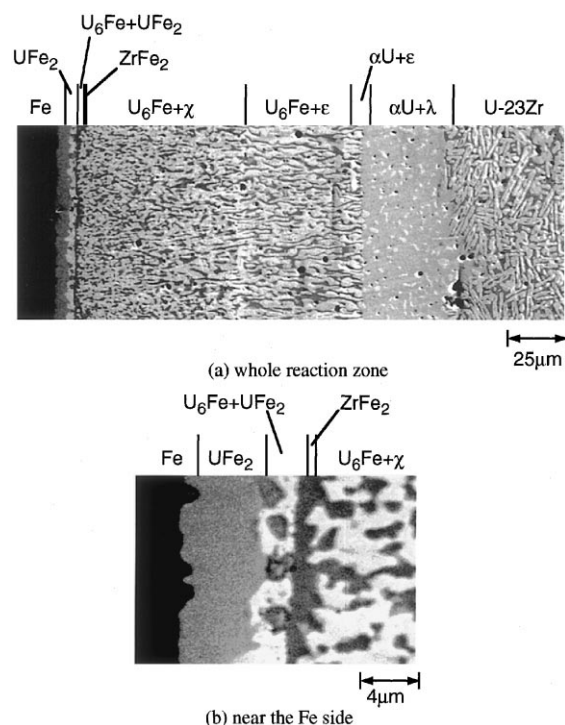 U₆Fe+UFe₂
UFe₂ ZrFe₂ αU+ε
Fe U₆Fe+χ U₆Fe+ε αU+λ U-23Zr
25μm
(a) whole reaction zone
U₆Fe+UFe₂ ZrFe₂
Fe UFe₂ U₆Fe+χ
4μm
(b) near the Fe side